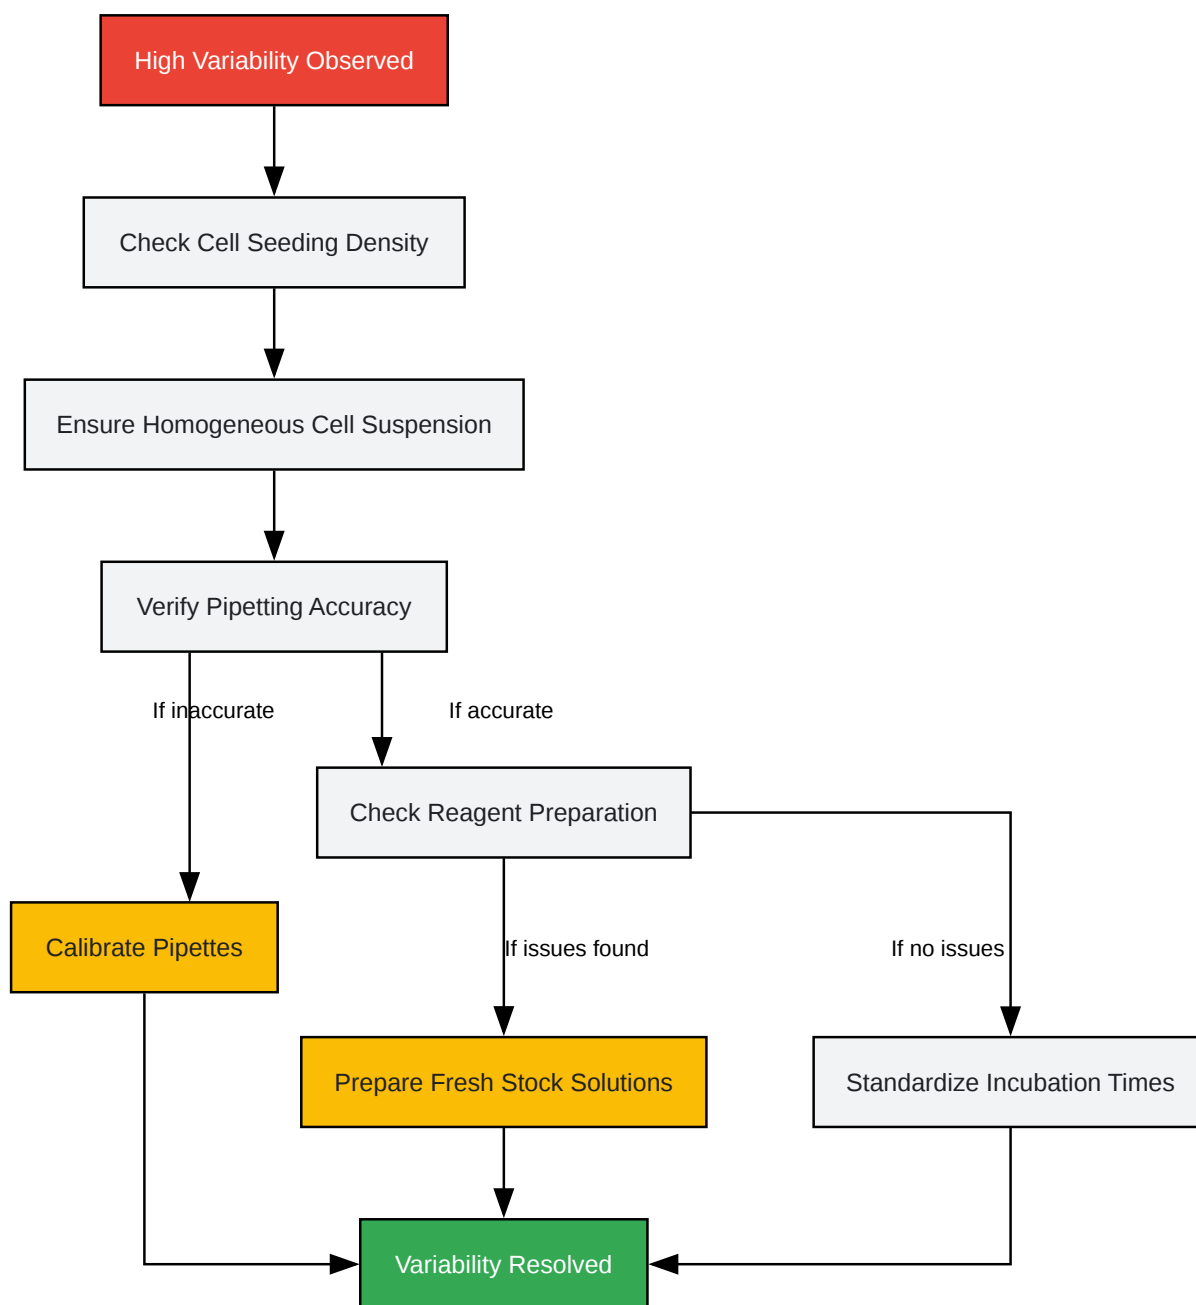 High Variability Observed
Check Cell Seeding Density
Ensure Homogeneous Cell Suspension
Verify Pipetting Accuracy
If inaccurate
If accurate
Check Reagent Preparation
Calibrate Pipettes
If issues found
If no issues
Prepare Fresh Stock Solutions
Standardize Incubation Times
Variability Resolved